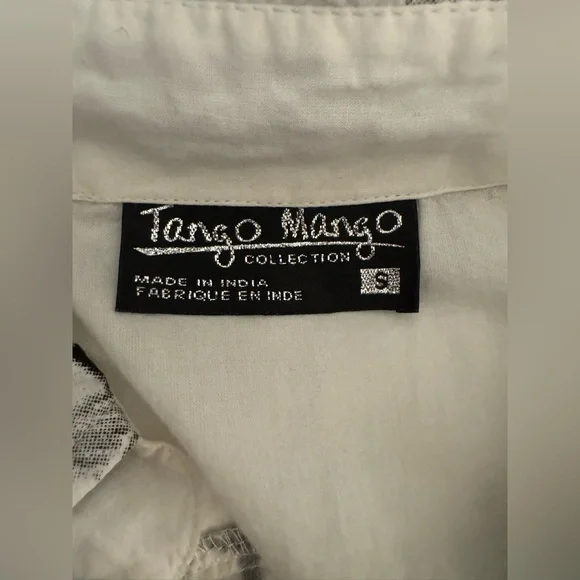 Tango Mango
COLLECTION
MADE IN INDIA
FABRIQUE EN INDE
S